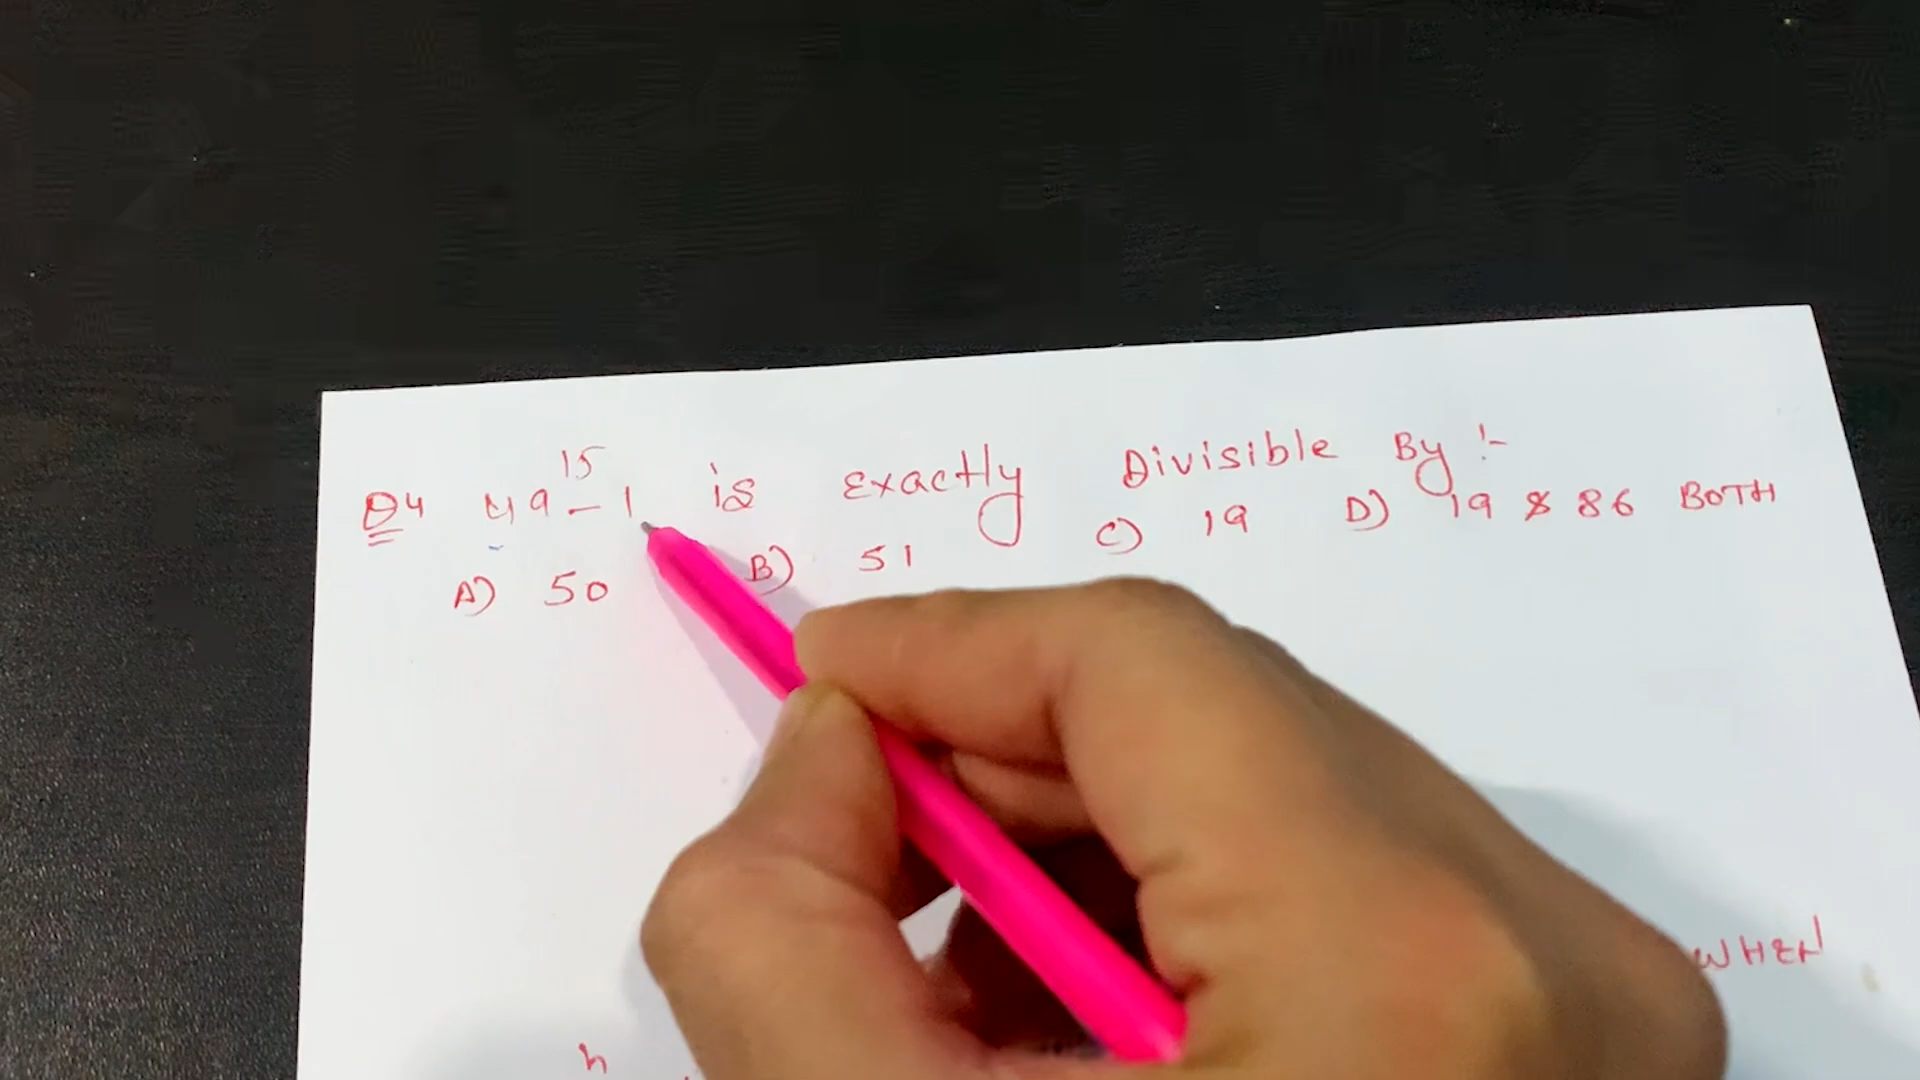 Q4 49^15 - 1 is Exactly Divisible By :-
A) 50 B) 51 C) 19 D) 19 & 86 BOTH
WHEN
n